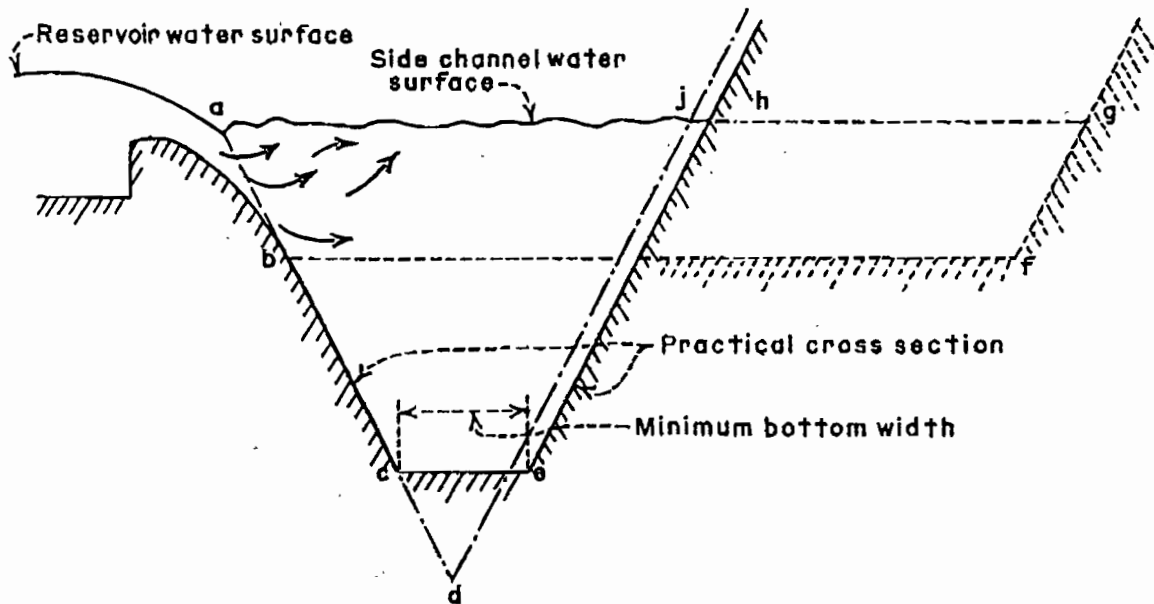 Reservoir water surface
Side channel water
surface
a
j
h
g
b
f
Practical cross section
Minimum bottom width
c
e
d